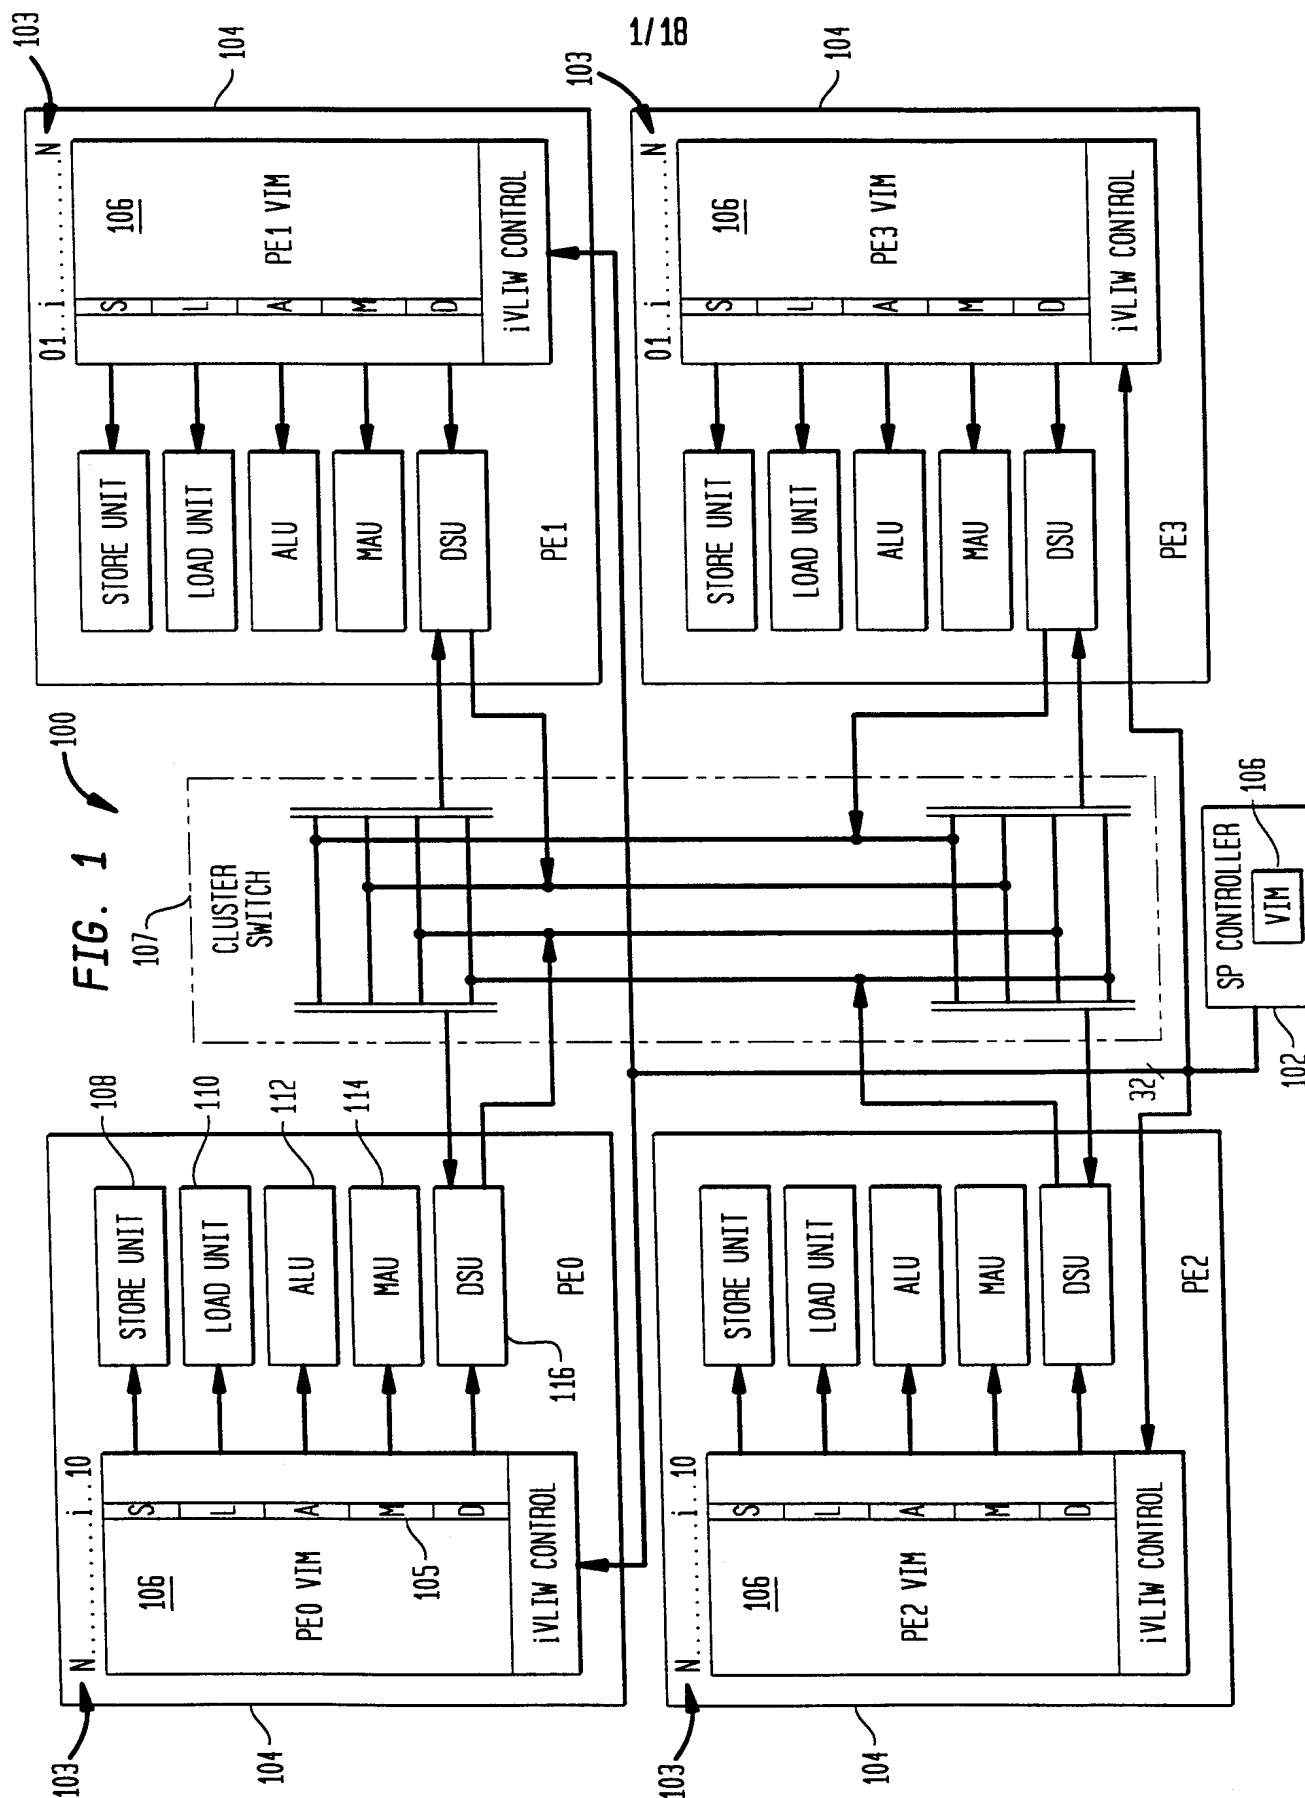 1/18
FIG. 1
100
107
CLUSTER
SWITCH
103
104
N...........i...10
106
PE0 VIM
S
L
A
M
D
105
iVLIW CONTROL
STORE UNIT
108
LOAD UNIT
110
ALU
112
MAU
114
DSU
116
PE0
103
104
01...i...........N
106
PE1 VIM
S
L
A
M
D
iVLIW CONTROL
STORE UNIT
LOAD UNIT
ALU
MAU
DSU
PE1
103
104
N...........i...10
106
PE2 VIM
S
L
A
M
D
iVLIW CONTROL
STORE UNIT
LOAD UNIT
ALU
MAU
DSU
PE2
103
104
01...i...........N
106
PE3 VIM
S
L
A
M
D
iVLIW CONTROL
STORE UNIT
LOAD UNIT
ALU
MAU
DSU
PE3
32
SP CONTROLLER
VIM
106
102